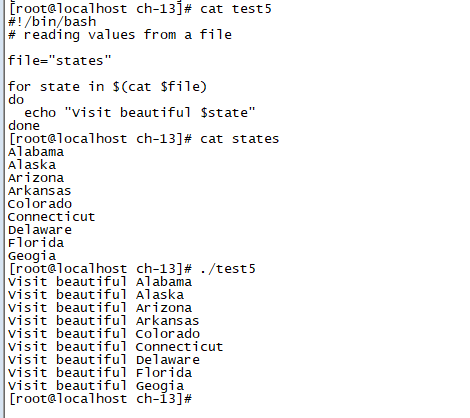 [root@localhost ch-13]# cat test5
#!/bin/bash
# reading values from a file

file="states"

for state in $(cat $file)
do
  echo "Visit beautiful $state"
done
[root@localhost ch-13]# cat states
Alabama
Alaska
Arizona
Arkansas
Colorado
Connecticut
Delaware
Florida
Geogia
[root@localhost ch-13]# ./test5
Visit beautiful Alabama
Visit beautiful Alaska
Visit beautiful Arizona
Visit beautiful Arkansas
Visit beautiful Colorado
Visit beautiful Connecticut
Visit beautiful Delaware
Visit beautiful Florida
Visit beautiful Geogia
[root@localhost ch-13]#